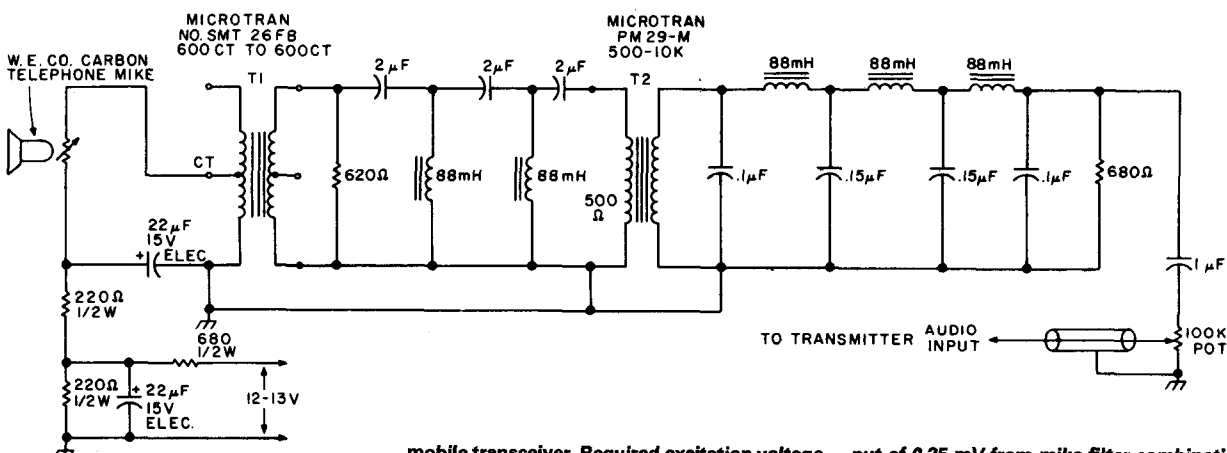 MICROTRAN
NO. SMT 26FB
600 CT TO 600CT
MICROTRAN
PM 29-M
500-10K
W.E. CO. CARBON
TELEPHONE MIKE
T1
2μF
2μF
2μF
T2
88mH
88mH
88mH
CT
620Ω
88mH
88mH
500
Ω
.1μF
.15μF
.15μF
.1μF
680Ω
22μF
15V
+ ELEC.
1μF
220Ω
1/2W
680
1/2W
TO TRANSMITTER AUDIO
INPUT
100K
POT
220Ω
1/2W
+ 22μF
15V
ELEC.
12-13V
mobile transceiver. Required excitation voltage
put of 0.25 mV from mike filter combinati